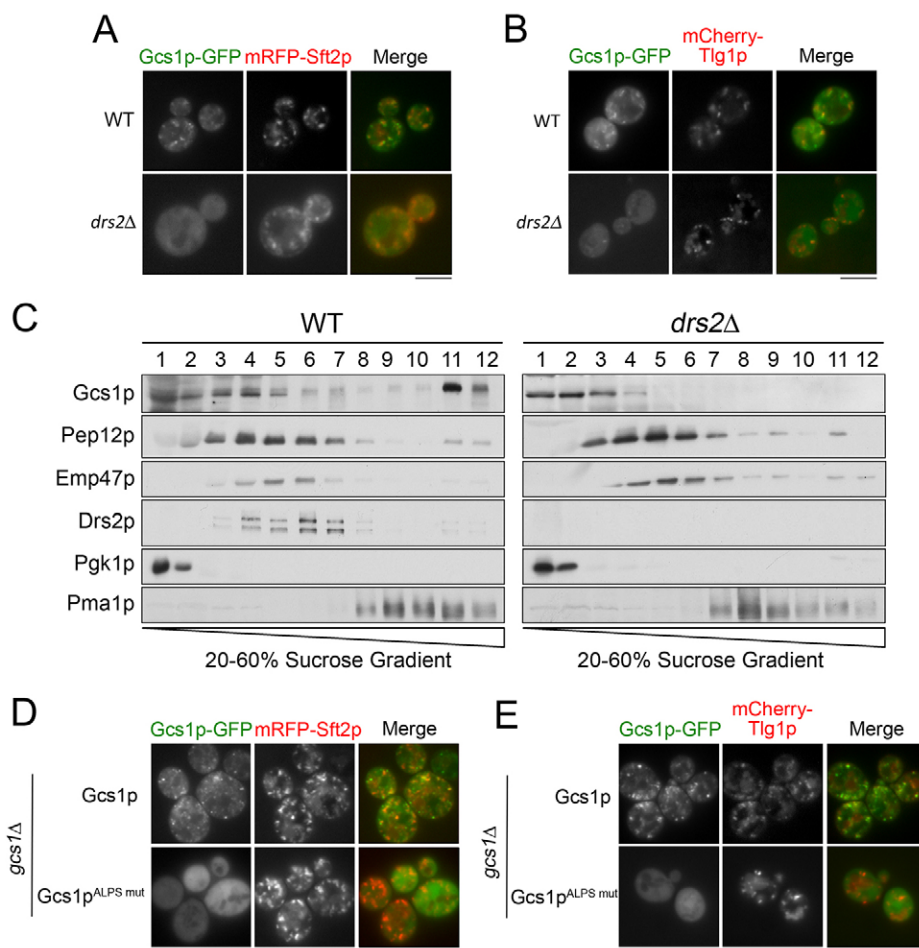 A
Gcs1p-GFP mRFP-Sft2p Merge
WT
drs2Δ
B
Gcs1p-GFP mCherry-Tlg1p Merge
WT
drs2Δ
C
WT drs2Δ
1 2 3 4 5 6 7 8 9 10 11 12 1 2 3 4 5 6 7 8 9 10 11 12
Gcs1p
Pep12p
Emp47p
Drs2p
Pgk1p
Pma1p
20-60% Sucrose Gradient 20-60% Sucrose Gradient
D
Gcs1p-GFP mRFP-Sft2p Merge
gcs1Δ
Gcs1p
Gcs1pALPS mut
E
Gcs1p-GFP mCherry-Tlg1p Merge
gcs1Δ
Gcs1p
Gcs1pALPS mut